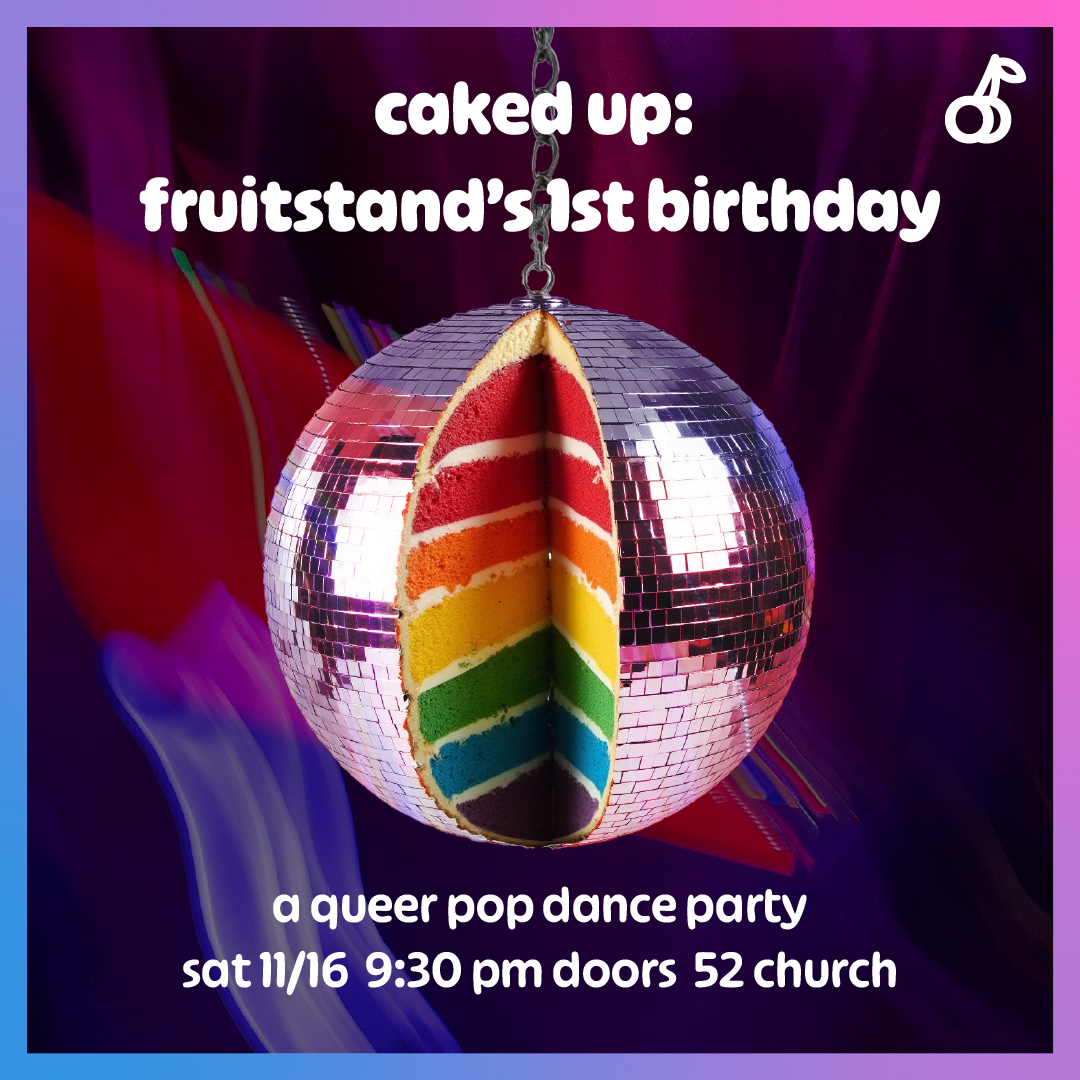 caked up:
fruitstand’s 1st birthday
a queer pop dance party
sat 11/16 9:30 pm doors 52 church